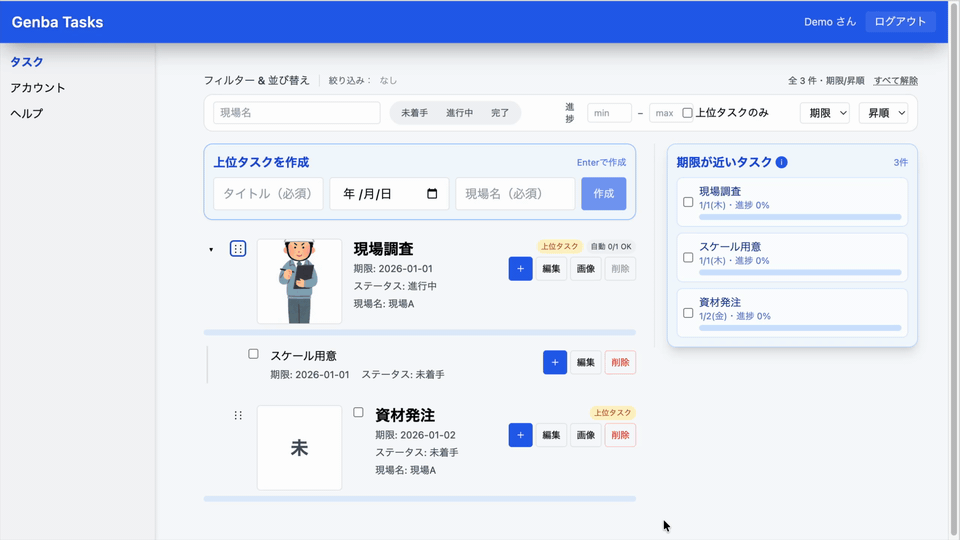 Genba Tasks
Demo さん ログアウト
タスク
アカウント
ヘルプ
フィルター & 並び替え 絞り込み： なし
全 3 件・期限/昇順 すべて解除
現場名 未着手 進行中 完了 進捗 min – max 上位タスクのみ 期限 昇順
上位タスクを作成 Enterで作成
タイトル（必須） 年 /月/日 現場名（必須） 作成
現場調査
上位タスク 自動 0/1 OK
期限: 2026-01-01
ステータス: 進行中
現場名: 現場A
+ 編集 画像 削除
スケール用意
期限: 2026-01-01 ステータス: 未着手
+ 編集 削除
未
資材発注
上位タスク
期限: 2026-01-02
ステータス: 未着手
現場名: 現場A
+ 編集 画像 削除
期限が近いタスク i 3件
現場調査
1/1(木)・進捗 0%
スケール用意
1/1(木)・進捗 0%
資材発注
1/2(金)・進捗 0%